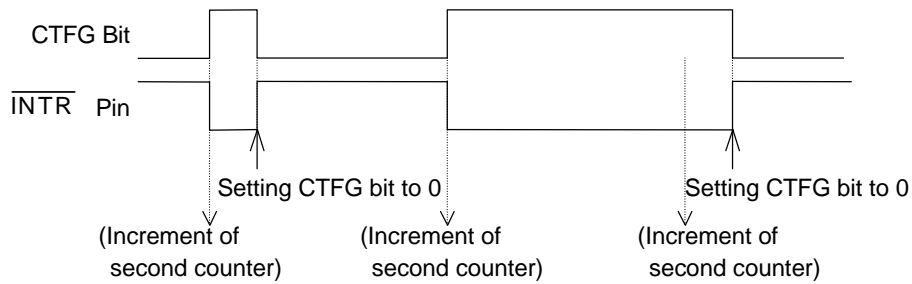 CTFG Bit
INTR Pin
Setting CTFG bit to 0
Setting CTFG bit to 0
(Increment of
second counter)
(Increment of
second counter)
(Increment of
second counter)